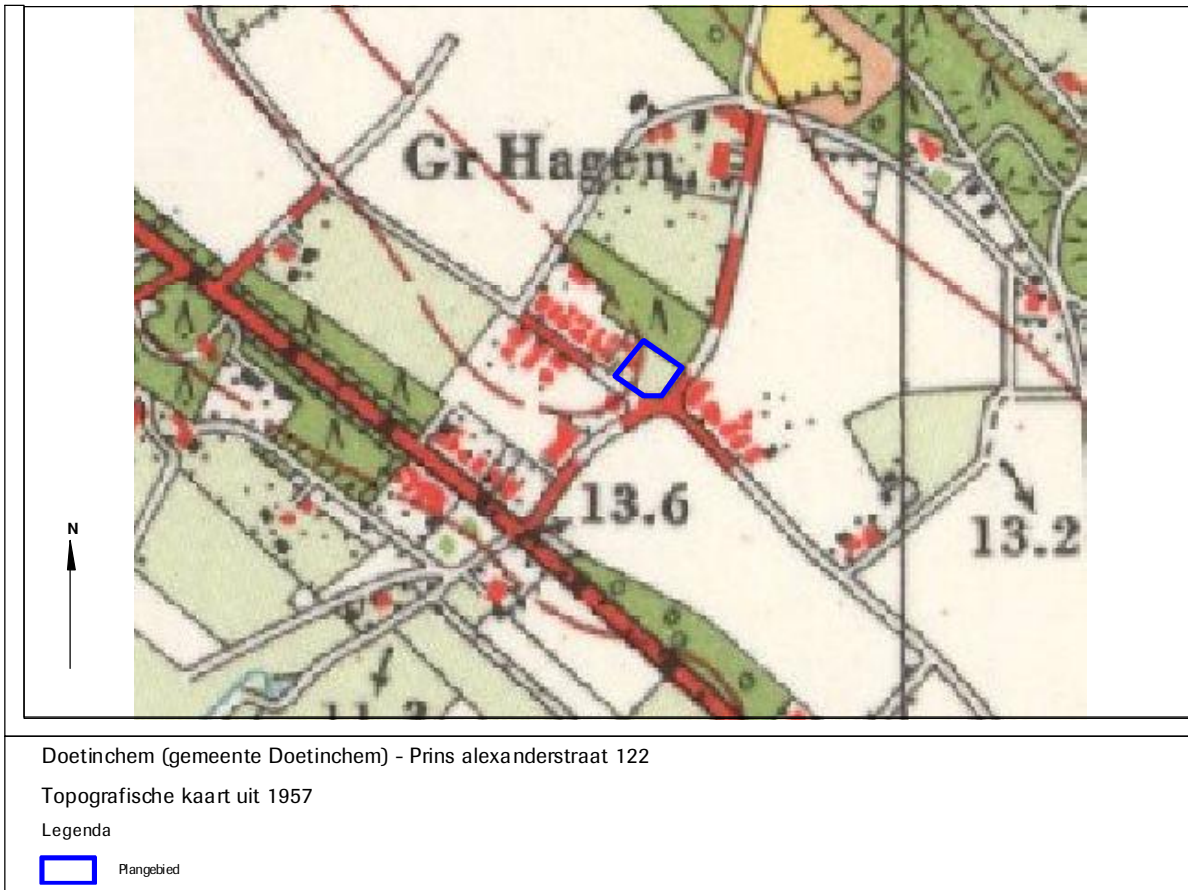 Gr Hagen
13.6
13.2
N
Doetinchem (gemeente Doetinchem) - Prins alexanderstraat 122
Topografische kaart uit 1957
Legenda
Plangebied